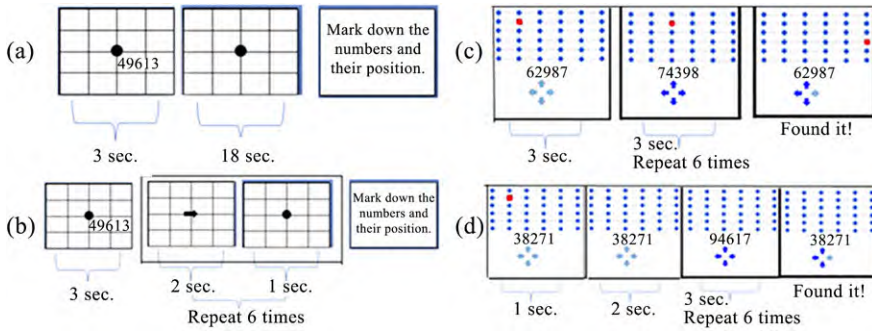 (a)
49613
Mark down the
numbers and
their position.
3 sec.
18 sec.
(b)
49613
Mark down the
numbers and
their position.
3 sec.
2 sec.
1 sec.
Repeat 6 times
(c)
62987
74398
62987
Found it!
3 sec.
3 sec.
Repeat 6 times
(d)
38271
38271
94617
38271
Found it!
1 sec.
2 sec.
3 sec.
Repeat 6 times